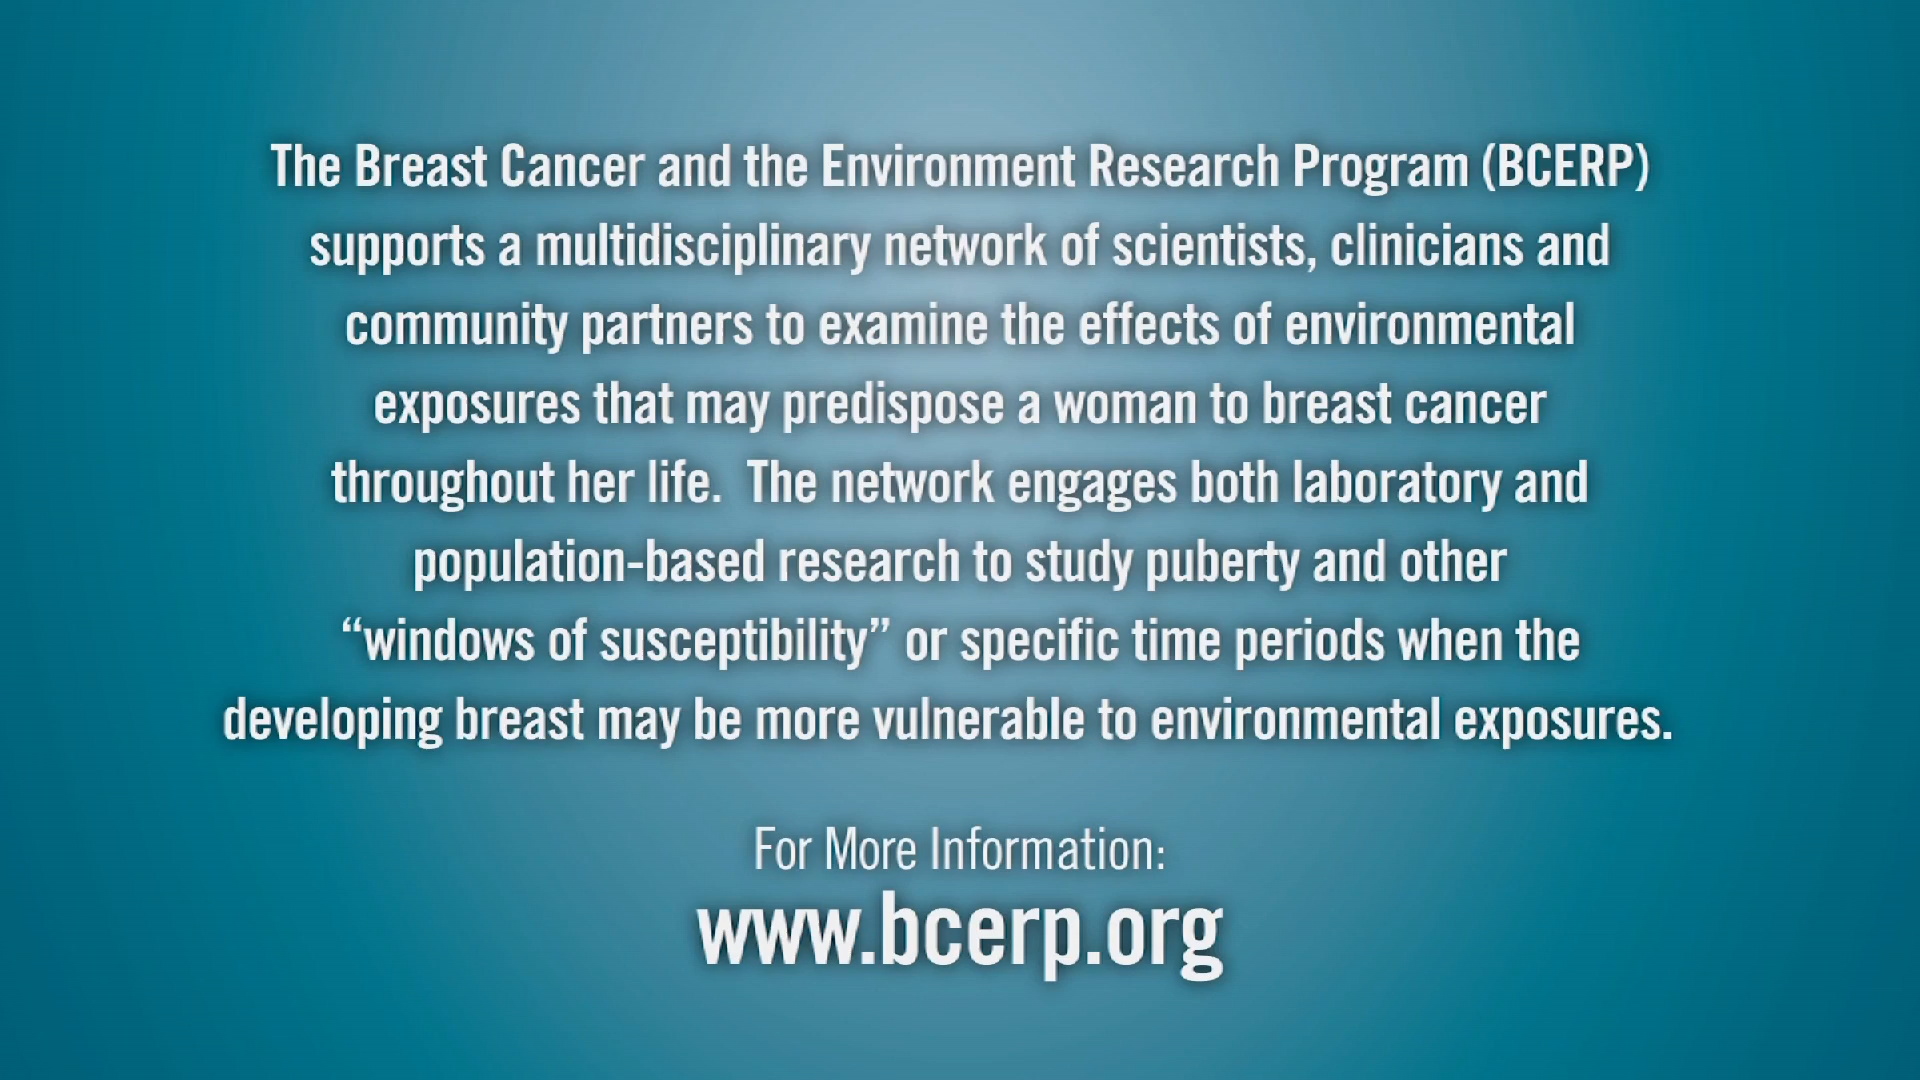 The Breast Cancer and the Environment Research Program (BCERP)
supports a multidisciplinary network of scientists, clinicians and
community partners to examine the effects of environmental
exposures that may predispose a woman to breast cancer
throughout her life.  The network engages both laboratory and
population-based research to study puberty and other
“windows of susceptibility” or specific time periods when the
developing breast may be more vulnerable to environmental exposures.
For More Information:
www.bcerp.org